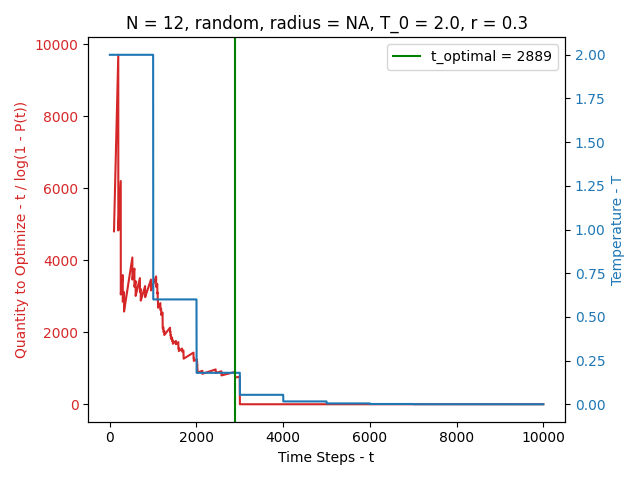 N = 12, random, radius = NA, T_0 = 2.0, r = 0.3
t_optimal = 2889
Quantity to Optimize - t / log(1 - P(t))
10000
8000
6000
4000
2000
0
2.00
1.75
1.50
1.25
1.00
0.75
0.50
0.25
0.00
Temperature - T
0 2000 4000 6000 8000 10000
Time Steps - t